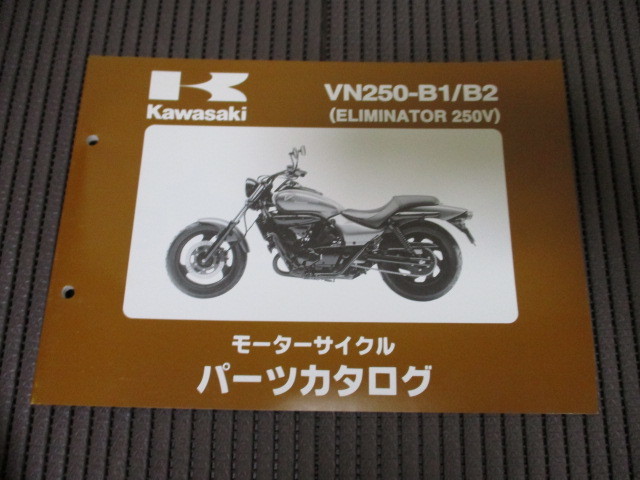 Kawasaki
VN250-B1/B2
(ELIMINATOR 250V)
モーターサイクル
パーツカタログ